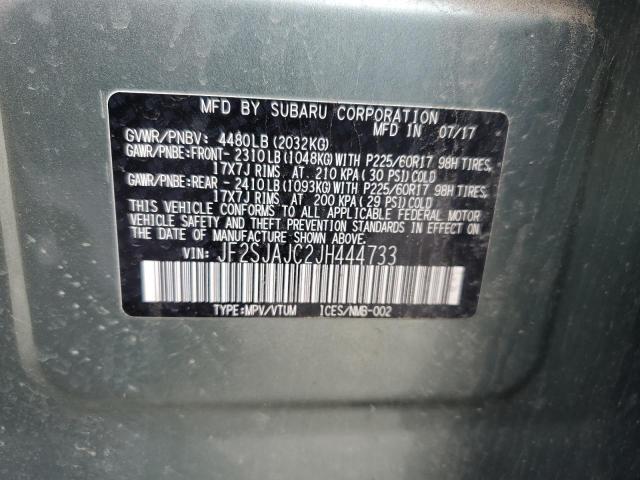 MFD BY SUBARU CORPORATION
MFD IN 07/17
GVWR/PNBV: 4480LB (2032KG)
GAWR/PNBE:FRONT- 2310LB (1048KG) WITH P225/60R17 98H TIRES,
17X7J RIMS AT 210 KPA (30 PSI) COLD
GAWR/PNBE:REAR - 2410LB (1093KG) WITH P225/60R17 98H TIRES,
17X7J RIMS AT 200 KPA (29 PSI) COLD
THIS VEHICLE CONFORMS TO ALL APPLICABLE FEDERAL MOTOR
VEHICLE SAFETY AND THEFT PREVENTION STANDARDS IN EFFECT
ON THE DATE OF MANUFACTURE SHOWN ABOVE.
VIN: JF2SJAJC2JH444733
TYPE:MPV/VTUM ICES/NMB-002